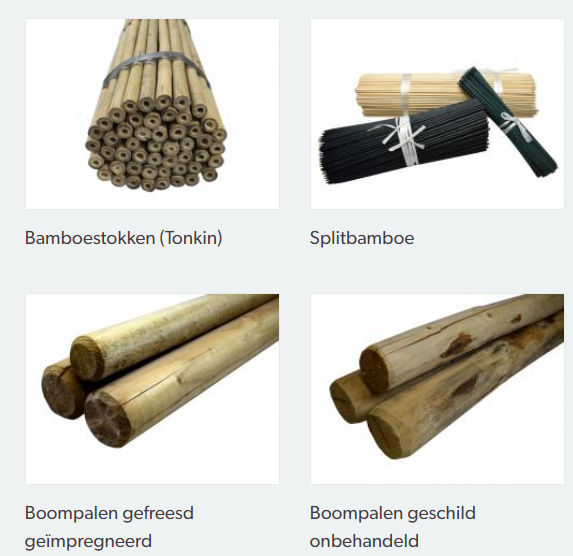 Bamboestokken (Tonkin)
Splitbamboe
Boompalen gefreesd
geïmpregneerd
Boompalen geschild
onbehandeld